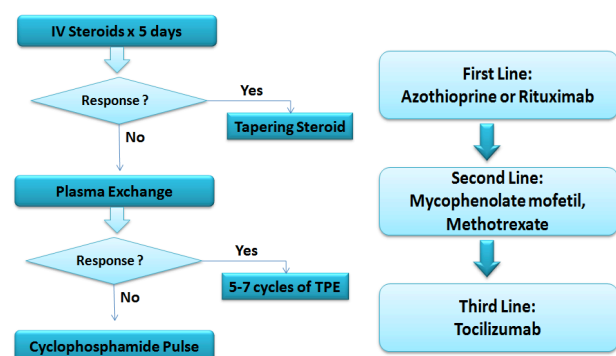 IV Steroids x 5 days
Response ?
Yes
Tapering Steroid
No
Plasma Exchange
Response ?
Yes
5-7 cycles of TPE
No
Cyclophosphamide Pulse
First Line:
Azothioprine or Rituximab
Second Line:
Mycophenolate mofetil,
Methotrexate
Third Line:
Tocilizumab